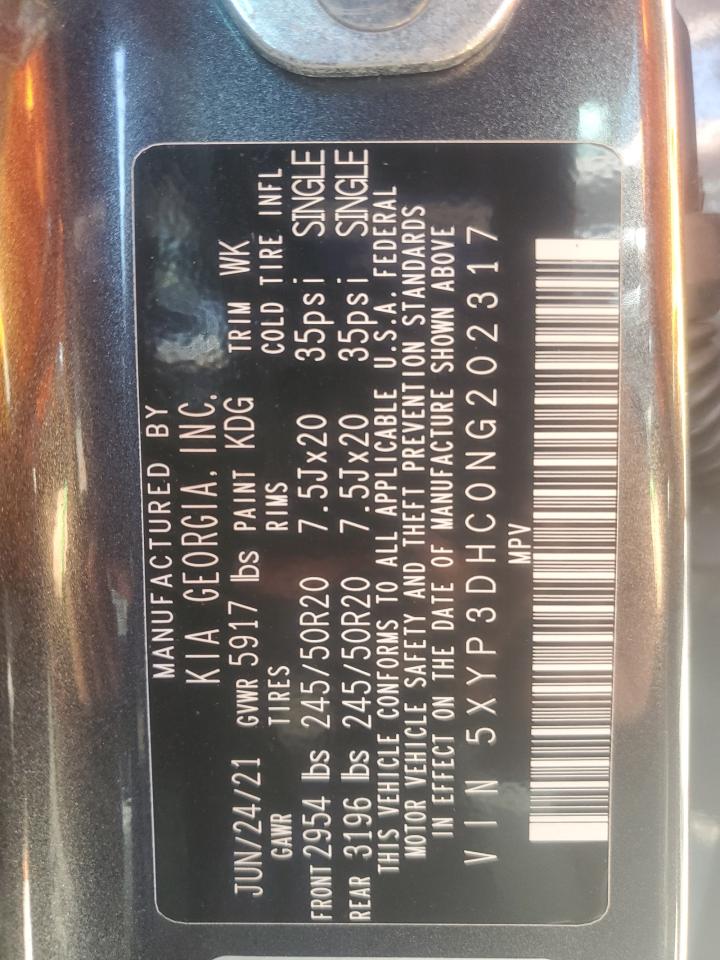 MANUFACTURED BY
KIA GEORGIA, INC.
JUN/24/21 GVWR 5917 lbs PAINT KDG TRIM WK
GAWR TIRES RIMS COLD TIRE INFL
FRONT 2954 lbs 245/50R20 7.5Jx20 35psi SINGLE
REAR 3196 lbs 245/50R20 7.5Jx20 35psi SINGLE
THIS VEHICLE CONFORMS TO ALL APPLICABLE U.S.A. FEDERAL
MOTOR VEHICLE SAFETY AND THEFT PREVENTION STANDARDS
IN EFFECT ON THE DATE OF MANUFACTURE SHOWN ABOVE
VIN 5XYP3DHC0NG202317
MPV